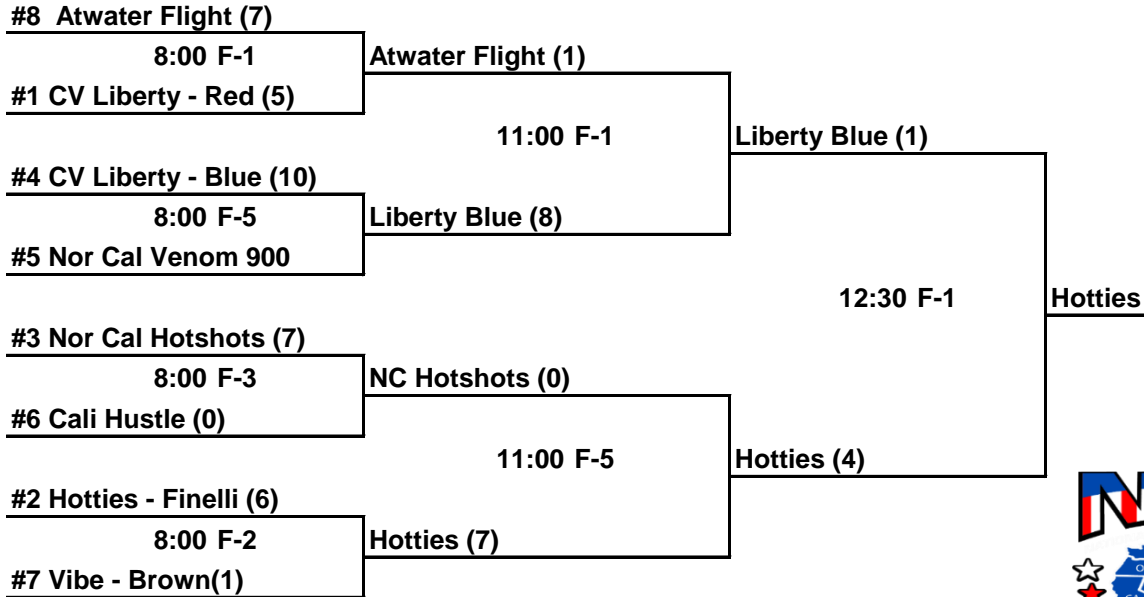 #8 Atwater Flight (7)
8:00 F-1
Atwater Flight (1)
#1 CV Liberty - Red (5)
11:00 F-1
Liberty Blue (1)
#4 CV Liberty - Blue (10)
8:00 F-5
Liberty Blue (8)
#5 Nor Cal Venom 900
12:30 F-1
Hotties
#3 Nor Cal Hotshots (7)
8:00 F-3
NC Hotshots (0)
#6 Cali Hustle (0)
11:00 F-5
Hotties (4)
#2 Hotties - Finelli (6)
8:00 F-2
Hotties (7)
#7 Vibe - Brown(1)